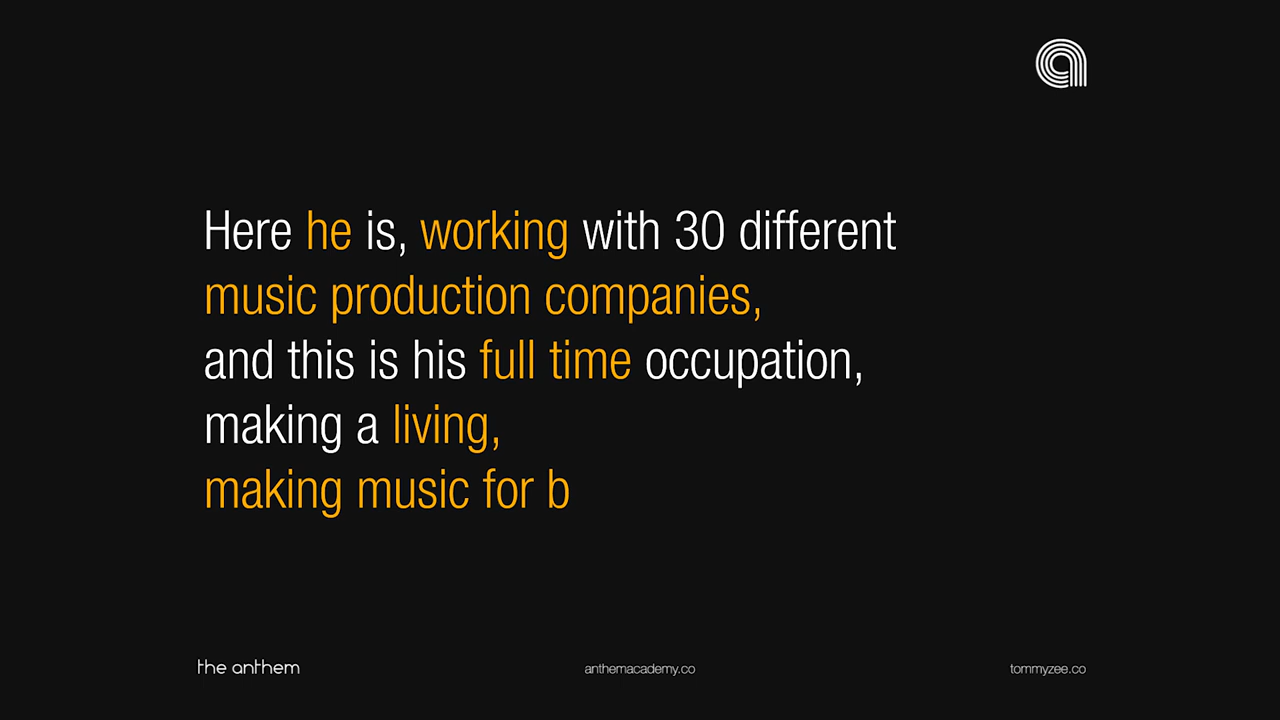 Here he is, working with 30 different
music production companies,
and this is his full time occupation,
making a living,
making music for b
the anthem
anthemacademy.co
tommyzee.co